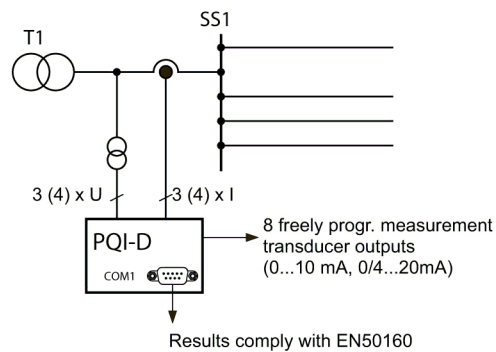 SS1
T1
3 (4) x U
3 (4) x I
PQI-D
COM1
8 freely progr. measurement
transducer outputs
(0...10 mA, 0/4...20mA)
Results comply with EN50160